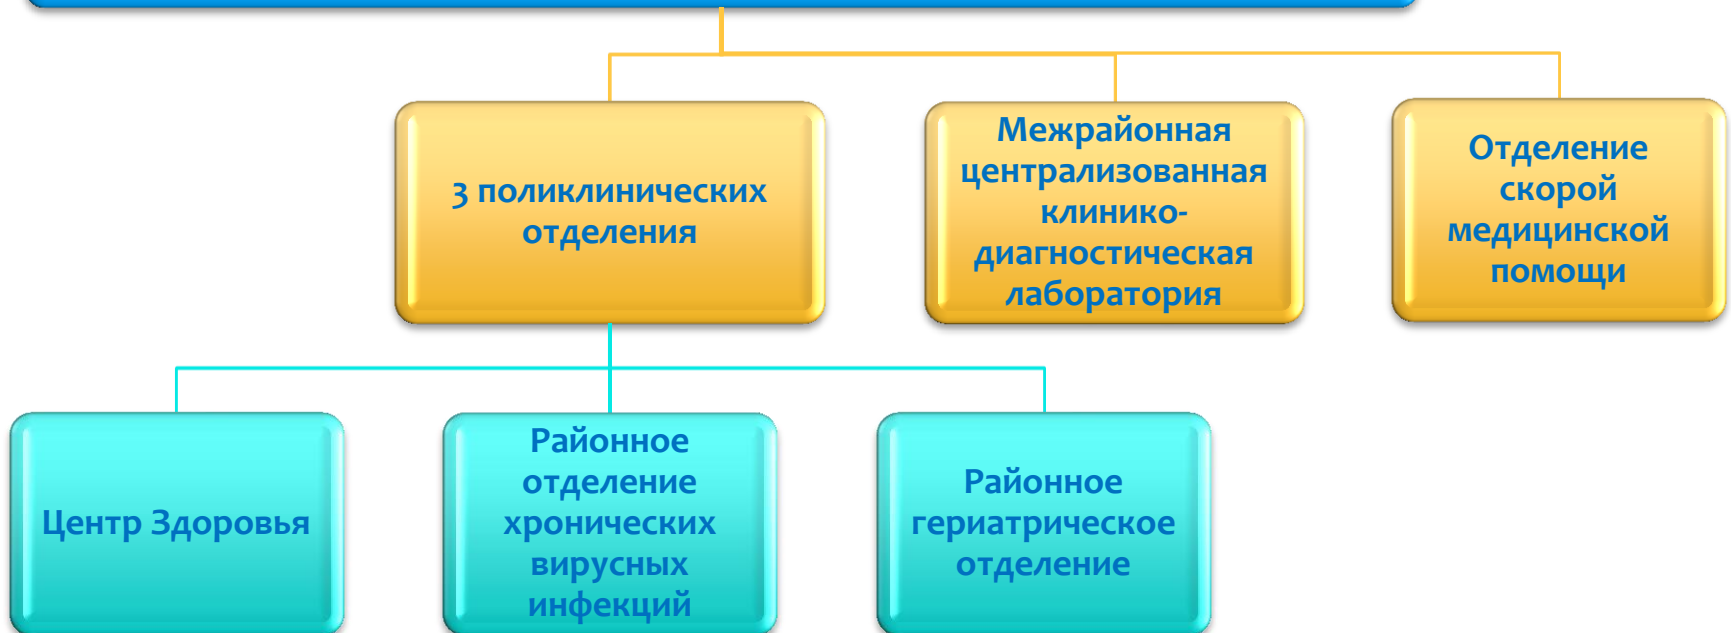 3 поликлинических
отделения
Межрайонная
централизованная
клинико-
диагностическая
лаборатория
Отделение
скорой
медицинской
помощи
Центр Здоровья
Районное
отделение
хронических
вирусных
инфекций
Районное
гериатрическое
отделение